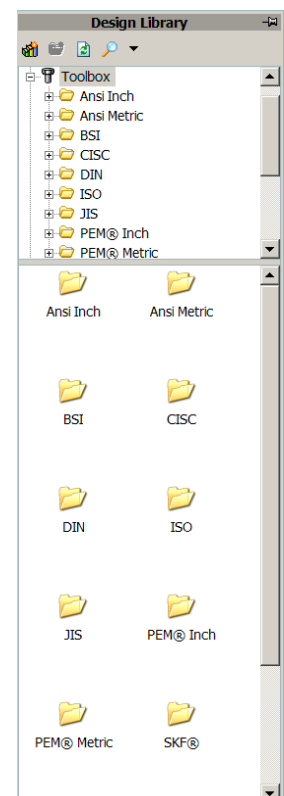 Design Library
Toolbox
Ansi Inch
Ansi Metric
BSI
CISC
DIN
ISO
JIS
PEM® Inch
PEM® Metric
Ansi Inch Ansi Metric
BSI CISC
DIN ISO
JIS PEM® Inch
PEM® Metric SKF®